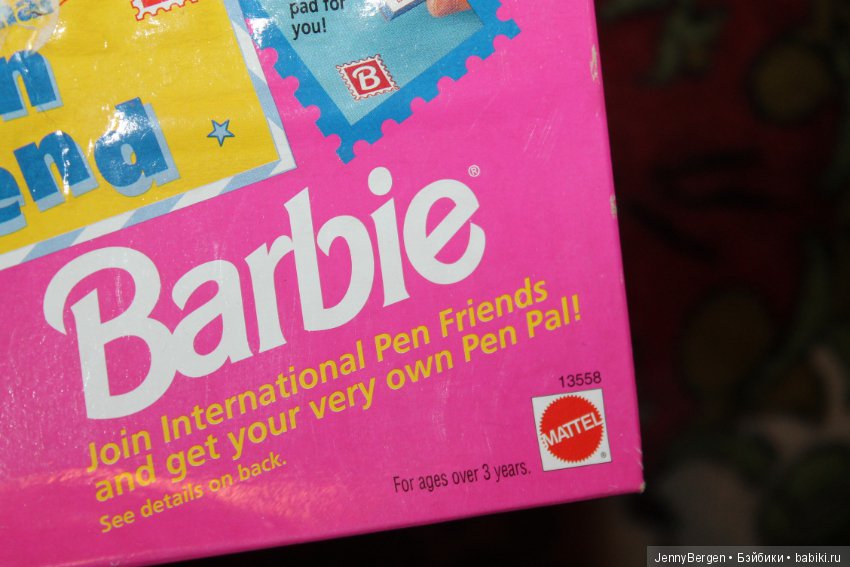 pad for
you!
B
end
Barbie®
Join International Pen Friends
and get your very own Pen Pal!
See details on back.
13558
MATTEL
®
For ages over 3 years.
JennyBergen • Бэйбики • babiki.ru